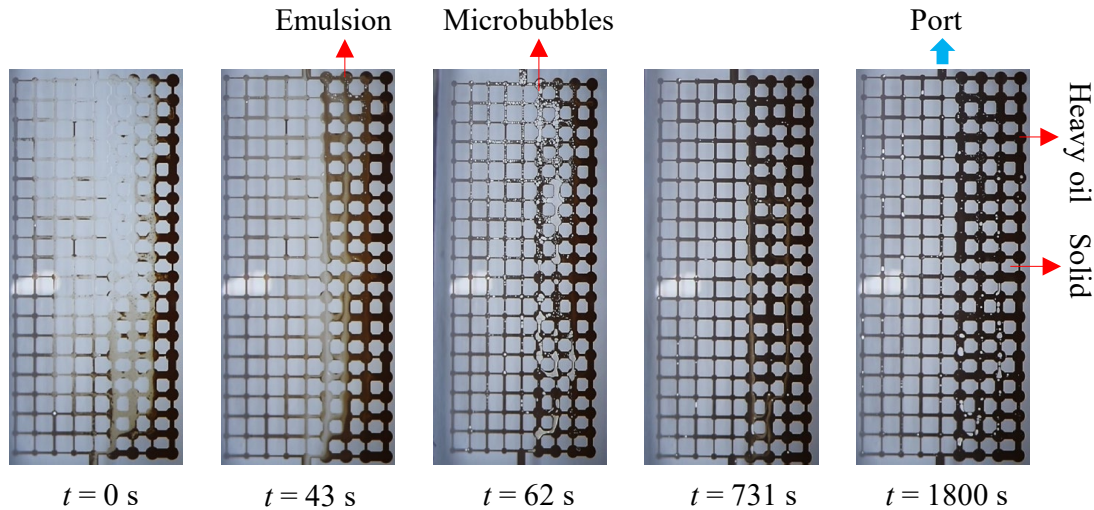 Emulsion
Microbubbles
Port
Heavy oil
Solid
t = 0 s
t = 43 s
t = 62 s
t = 731 s
t = 1800 s